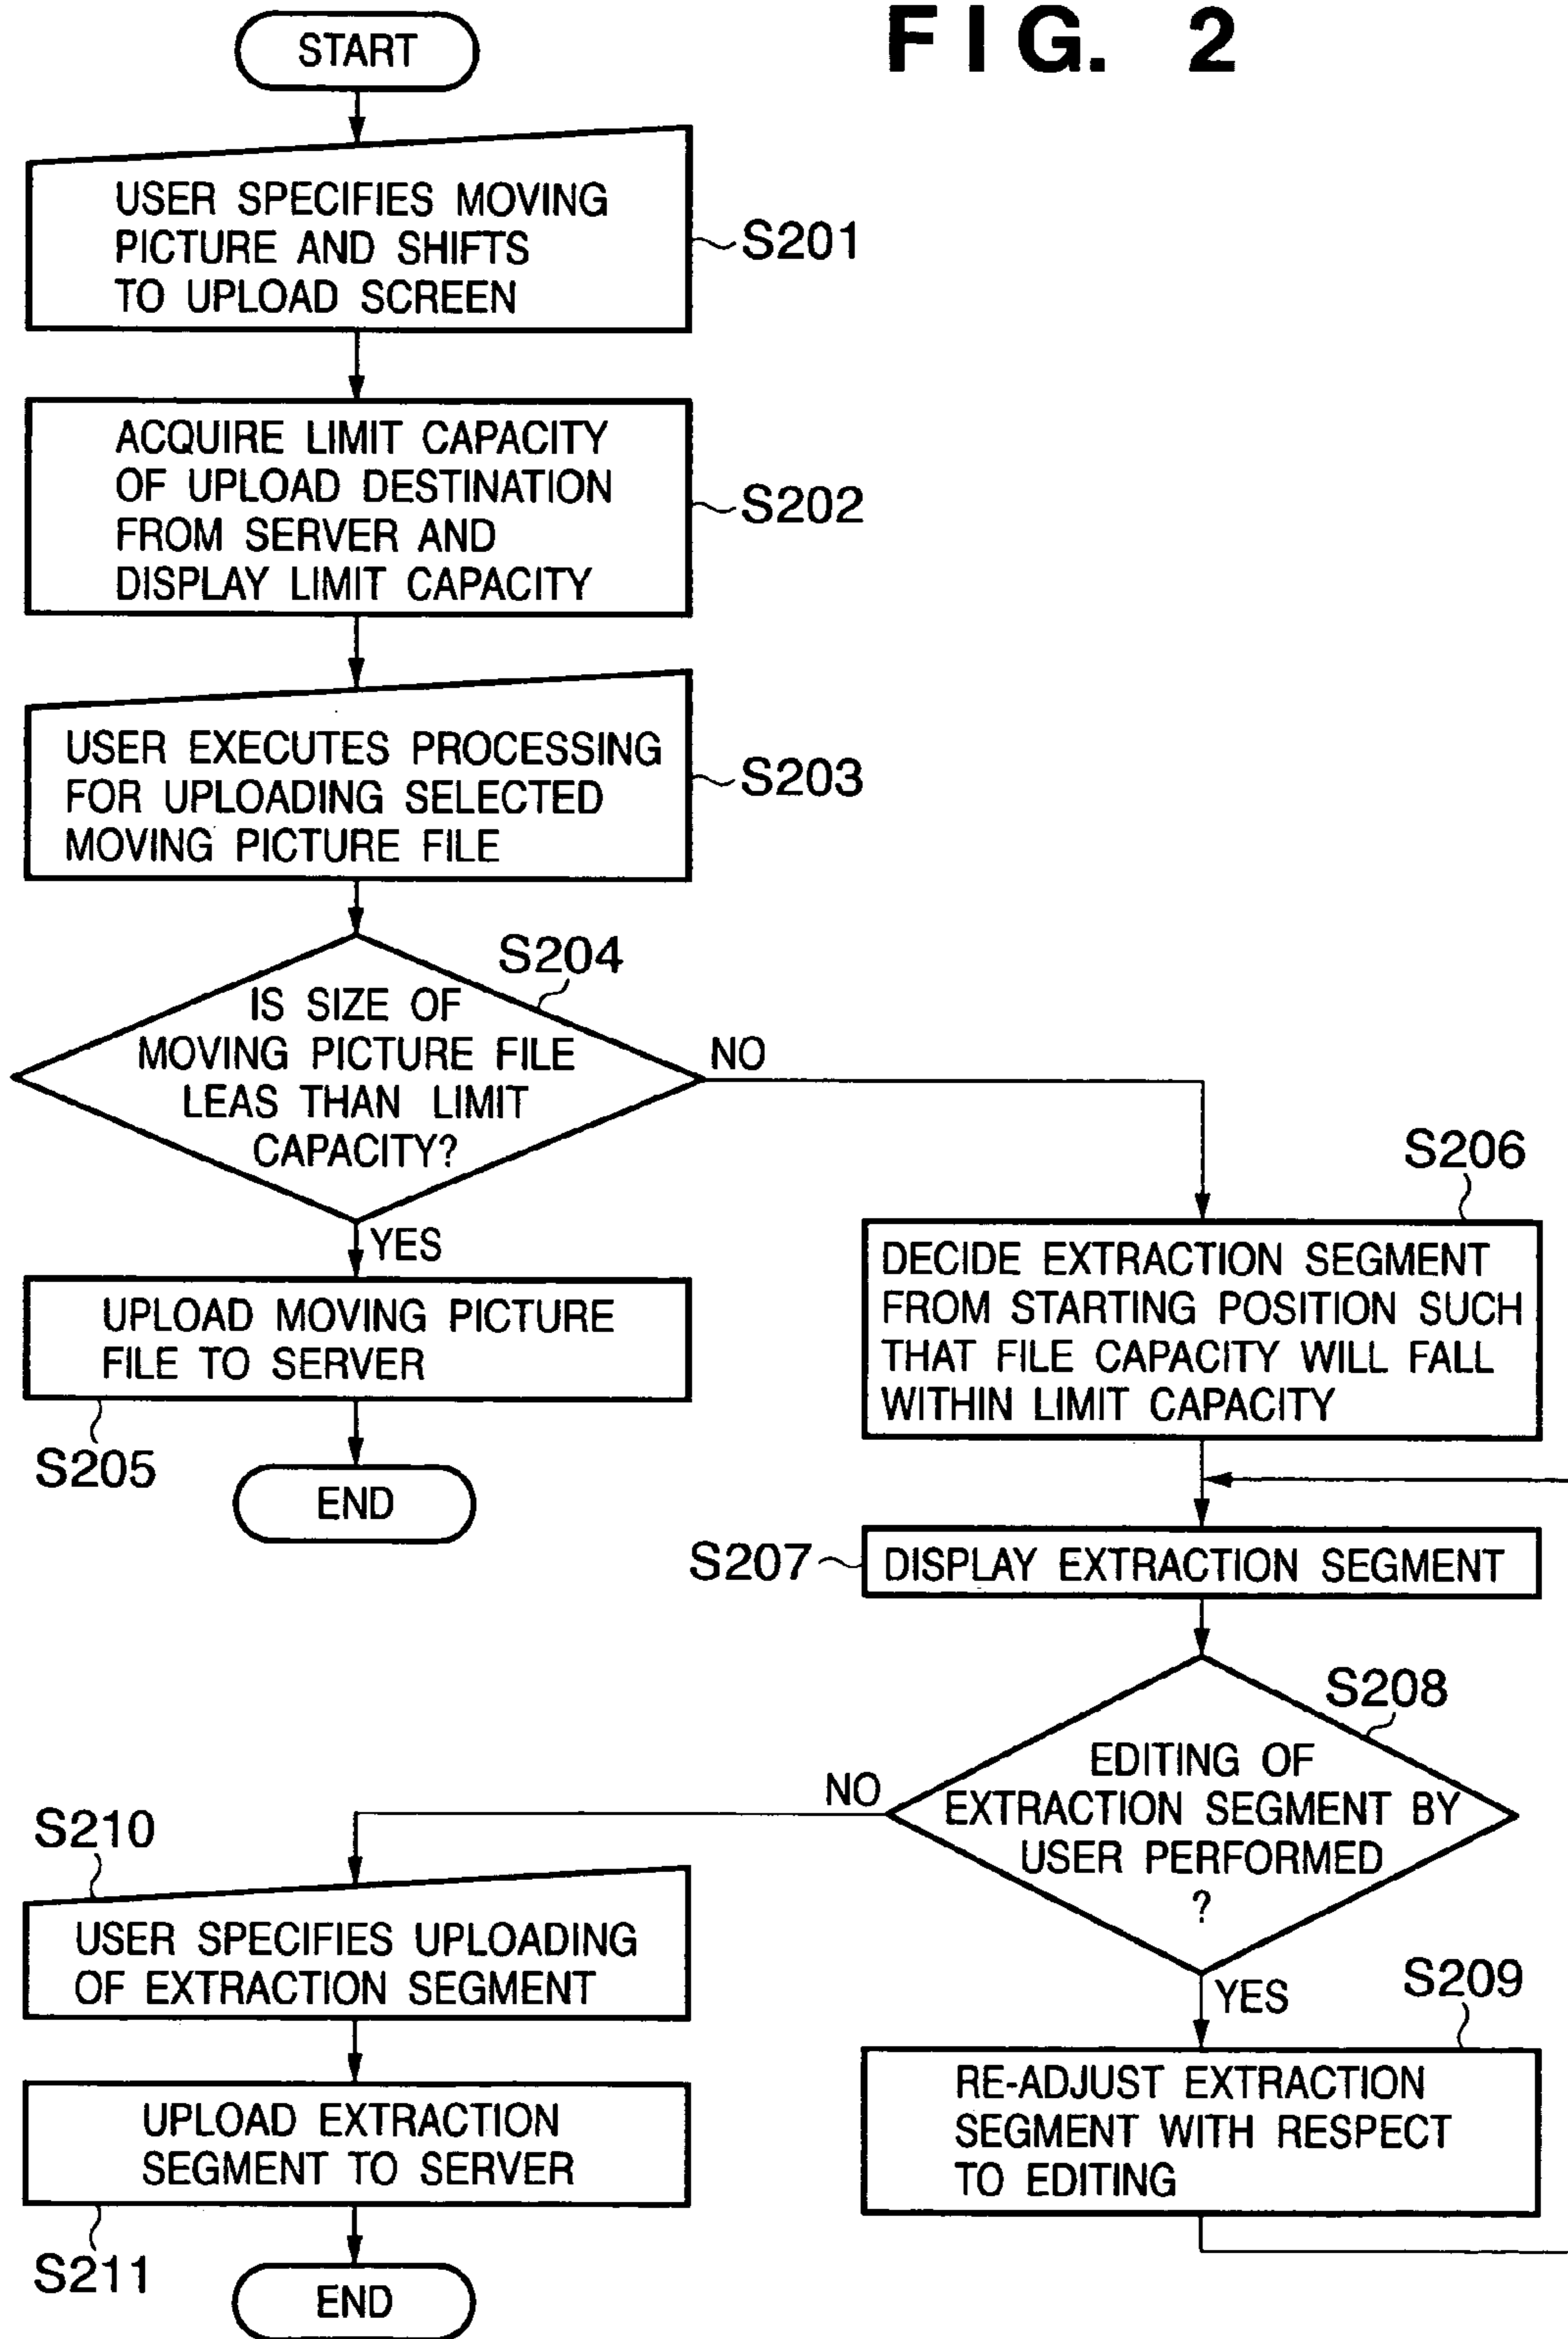 FIG. 2
START
USER SPECIFIES MOVING
PICTURE AND SHIFTS
TO UPLOAD SCREEN
S201
ACQUIRE LIMIT CAPACITY
OF UPLOAD DESTINATION
FROM SERVER AND
DISPLAY LIMIT CAPACITY
S202
USER EXECUTES PROCESSING
FOR UPLOADING SELECTED
MOVING PICTURE FILE
S203
S204
IS SIZE OF
MOVING PICTURE FILE
LEAS THAN LIMIT
CAPACITY?
NO
YES
UPLOAD MOVING PICTURE
FILE TO SERVER
S205
END
S206
DECIDE EXTRACTION SEGMENT
FROM STARTING POSITION SUCH
THAT FILE CAPACITY WILL FALL
WITHIN LIMIT CAPACITY
S207
DISPLAY EXTRACTION SEGMENT
S208
EDITING OF
EXTRACTION SEGMENT BY
USER PERFORMED
?
NO
YES
S209
RE-ADJUST EXTRACTION
SEGMENT WITH RESPECT
TO EDITING
S210
USER SPECIFIES UPLOADING
OF EXTRACTION SEGMENT
UPLOAD EXTRACTION
SEGMENT TO SERVER
S211
END